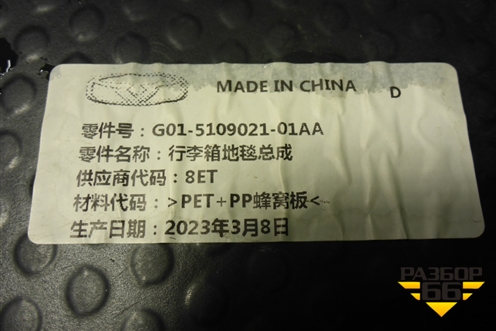 MADE IN CHINA
D
零件号：G01-5109021-01AA
零件名称：行李箱地毯总成
供应商代码：8ET
材料代码：>PET+PP蜂窝板<
生产日期：2023年3月8日
РАЗБОР
66